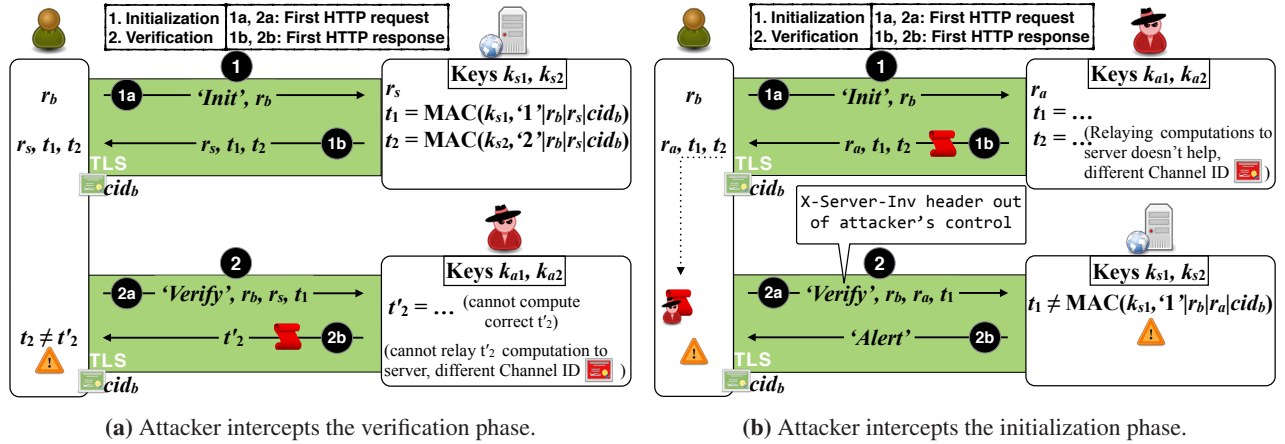 1. Initialization
2. Verification
1a, 2a: First HTTP request
1b, 2b: First HTTP response
1
Keys k_s1, k_s2
r_b
1a
‘Init’, r_b
r_s
t_1 = MAC(k_s1, ‘1’|r_b|r_s|cid_b)
r_s, t_1, t_2
r_s, t_1, t_2
1b
t_2 = MAC(k_s2, ‘2’|r_b|r_s|cid_b)
TLS
cid_b
2
Keys k_a1, k_a2
2a
‘Verify’, r_b, r_s, t_1
t'_2 = … (cannot compute
correct t'_2)
t_2 ≠ t'_2
t'_2
2b
(cannot relay t'_2 computation to
server, different Channel ID )
TLS
cid_b
(a) Attacker intercepts the verification phase.
1. Initialization
2. Verification
1a, 2a: First HTTP request
1b, 2b: First HTTP response
1
Keys k_a1, k_a2
r_b
1a
‘Init’, r_b
r_a
t_1 = …
r_a, t_1, t_2
r_a, t_1, t_2
1b
t_2 = … (Relaying computations to
server doesn’t help,
different Channel ID )
TLS
cid_b
X-Server-Inv header out
of attacker’s control
2
Keys k_s1, k_s2
2a
‘Verify’, r_b, r_a, t_1
t_1 ≠ MAC(k_s1, ‘1’|r_b|r_a|cid_b)
‘Alert’
2b
TLS
cid_b
(b) Attacker intercepts the initialization phase.